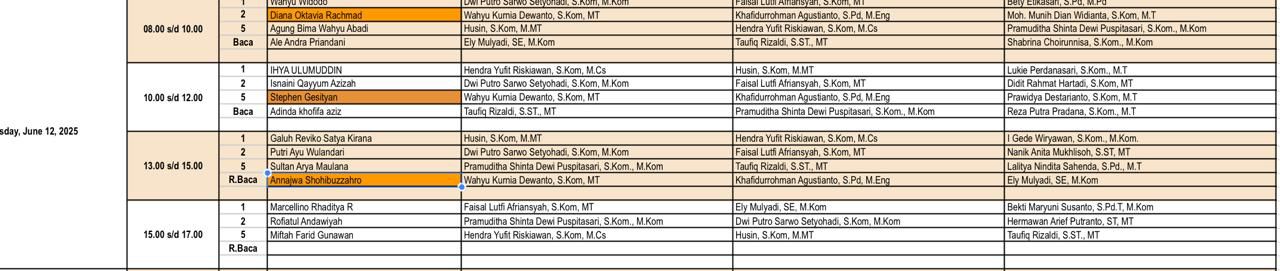 1 Wahyu Widodo Dwi Putro Sarwo Setyohadi, S.Kom, M.Kom Faisal Lutfi Afriansyah, S.Kom, MT Bety Etikasari, S.Pd, M.Pd
2 Diana Oktavia Rachmad Wahyu Kurnia Dewanto, S.Kom, MT Khafidurrohman Agustianto, S.Pd, M.Eng Moh. Munih Dian Widianta, S.Kom, M.T
08.00 s/d 10.00 5 Agung Bima Wahyu Abadi Husin, S.Kom, M.MT Hendra Yufit Riskiawan, S.Kom, M.Cs Pramuditha Shinta Dewi Puspitasari, S.Kom., M.Kom
Baca Ale Andra Priandani Ely Mulyadi, SE, M.Kom Taufiq Rizaldi, S.ST., MT Shabrina Choirunnisa, S.Kom., M.Kom
1 IHYA ULUMUDDIN Hendra Yufit Riskiawan, S.Kom, M.Cs Husin, S.Kom, M.MT Lukie Perdanasari, S.Kom., M.T
2 Isnaini Qayyum Azizah Dwi Putro Sarwo Setyohadi, S.Kom, M.Kom Faisal Lutfi Afriansyah, S.Kom, MT Didit Rahmat Hartadi, S.Kom, MT
10.00 s/d 12.00 5 Stephen Gesityan Wahyu Kurnia Dewanto, S.Kom, MT Khafidurrohman Agustianto, S.Pd, M.Eng Prawidya Destarianto, S.Kom, M.T
Baca Adinda khofifa aziz Taufiq Rizaldi, S.ST., MT Pramuditha Shinta Dewi Puspitasari, S.Kom., M.Kom Reza Putra Pradana, S.Kom., M.T
sday, June 12, 2025
1 Galuh Reviko Satya Kirana Husin, S.Kom, M.MT Hendra Yufit Riskiawan, S.Kom, M.Cs I Gede Wiryawan, S.Kom., M.Kom.
2 Putri Ayu Wulandari Dwi Putro Sarwo Setyohadi, S.Kom, M.Kom Faisal Lutfi Afriansyah, S.Kom, MT Nanik Anita Mukhlisoh, S.ST, MT
13.00 s/d 15.00 5 Sultan Arya Maulana Pramuditha Shinta Dewi Puspitasari, S.Kom., M.Kom Taufiq Rizaldi, S.ST., MT Lalitya Nindita Sahenda, S.Pd., M.T
R.Baca Annajwa Shohibuzzahro Wahyu Kurnia Dewanto, S.Kom, MT Khafidurrohman Agustianto, S.Pd, M.Eng Ely Mulyadi, SE, M.Kom
1 Marcellino Rhaditya R Faisal Lutfi Afriansyah, S.Kom, MT Ely Mulyadi, SE, M.Kom Bekti Maryuni Susanto, S.Pd.T, M.Kom
2 Rofiatul Andawiyah Pramuditha Shinta Dewi Puspitasari, S.Kom., M.Kom Dwi Putro Sarwo Setyohadi, S.Kom, M.Kom Hermawan Arief Putranto, ST, MT
15.00 s/d 17.00 5 Miftah Farid Gunawan Hendra Yufit Riskiawan, S.Kom, M.Cs Husin, S.Kom, M.MT Taufiq Rizaldi, S.ST., MT
R.Baca